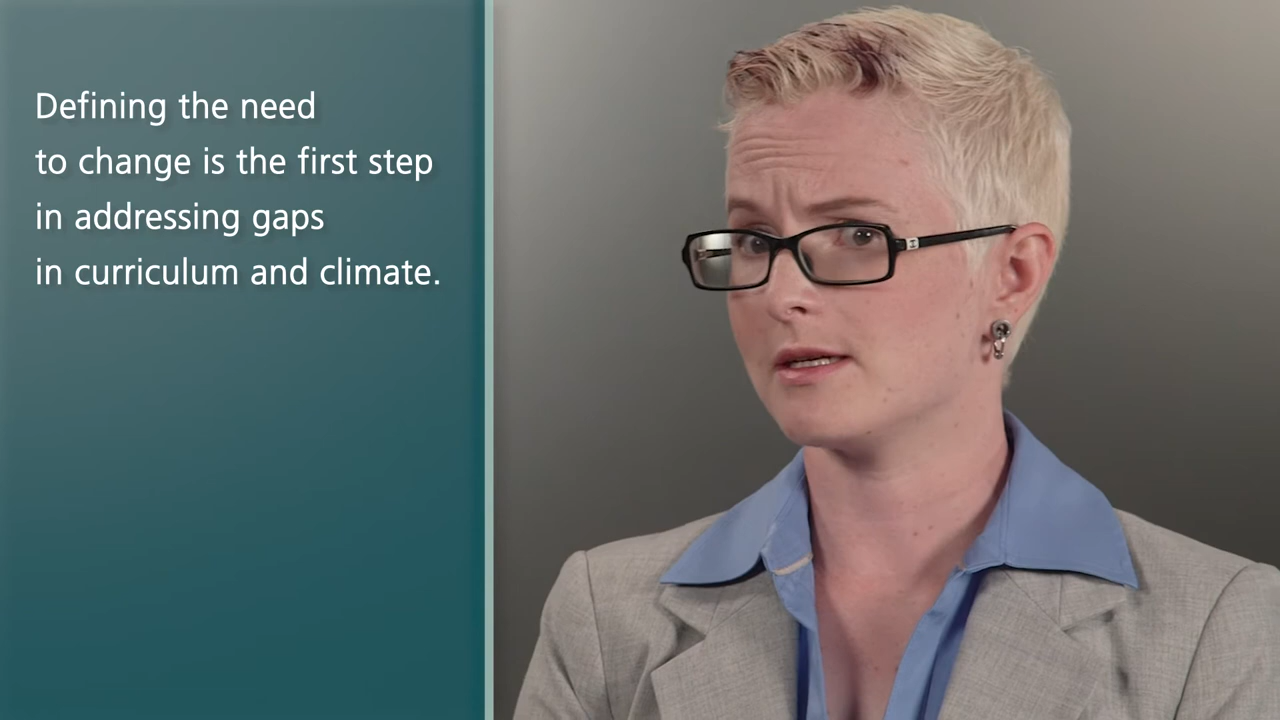 Defining the need
to change is the first step
in addressing gaps
in curriculum and climate.